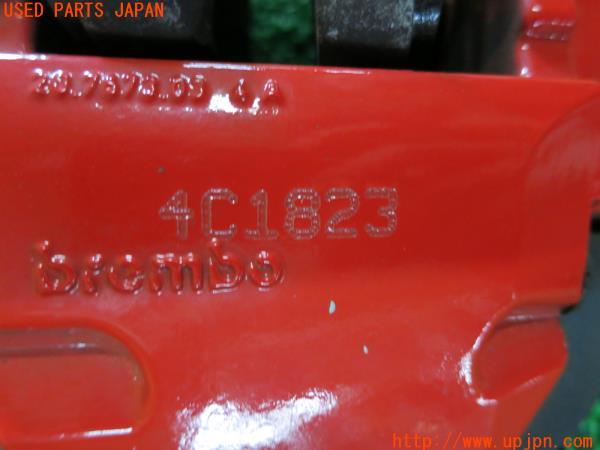 USED PARTS JAPAN
4C1823
brembo
http://www.upjpn.com